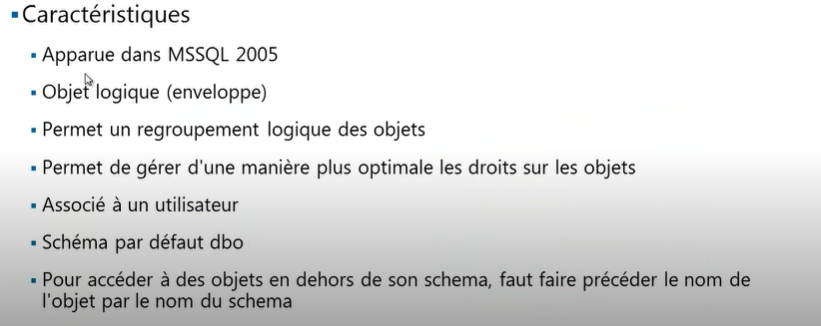 Caractéristiques
Apparue dans MSSQL 2005
Objet logique (enveloppe)
Permet un regroupement logique des objets
Permet de gérer d'une manière plus optimale les droits sur les objets
Associé à un utilisateur
Schéma par défaut dbo
Pour accéder à des objets en dehors de son schema, faut faire précéder le nom de
l'objet par le nom du schema